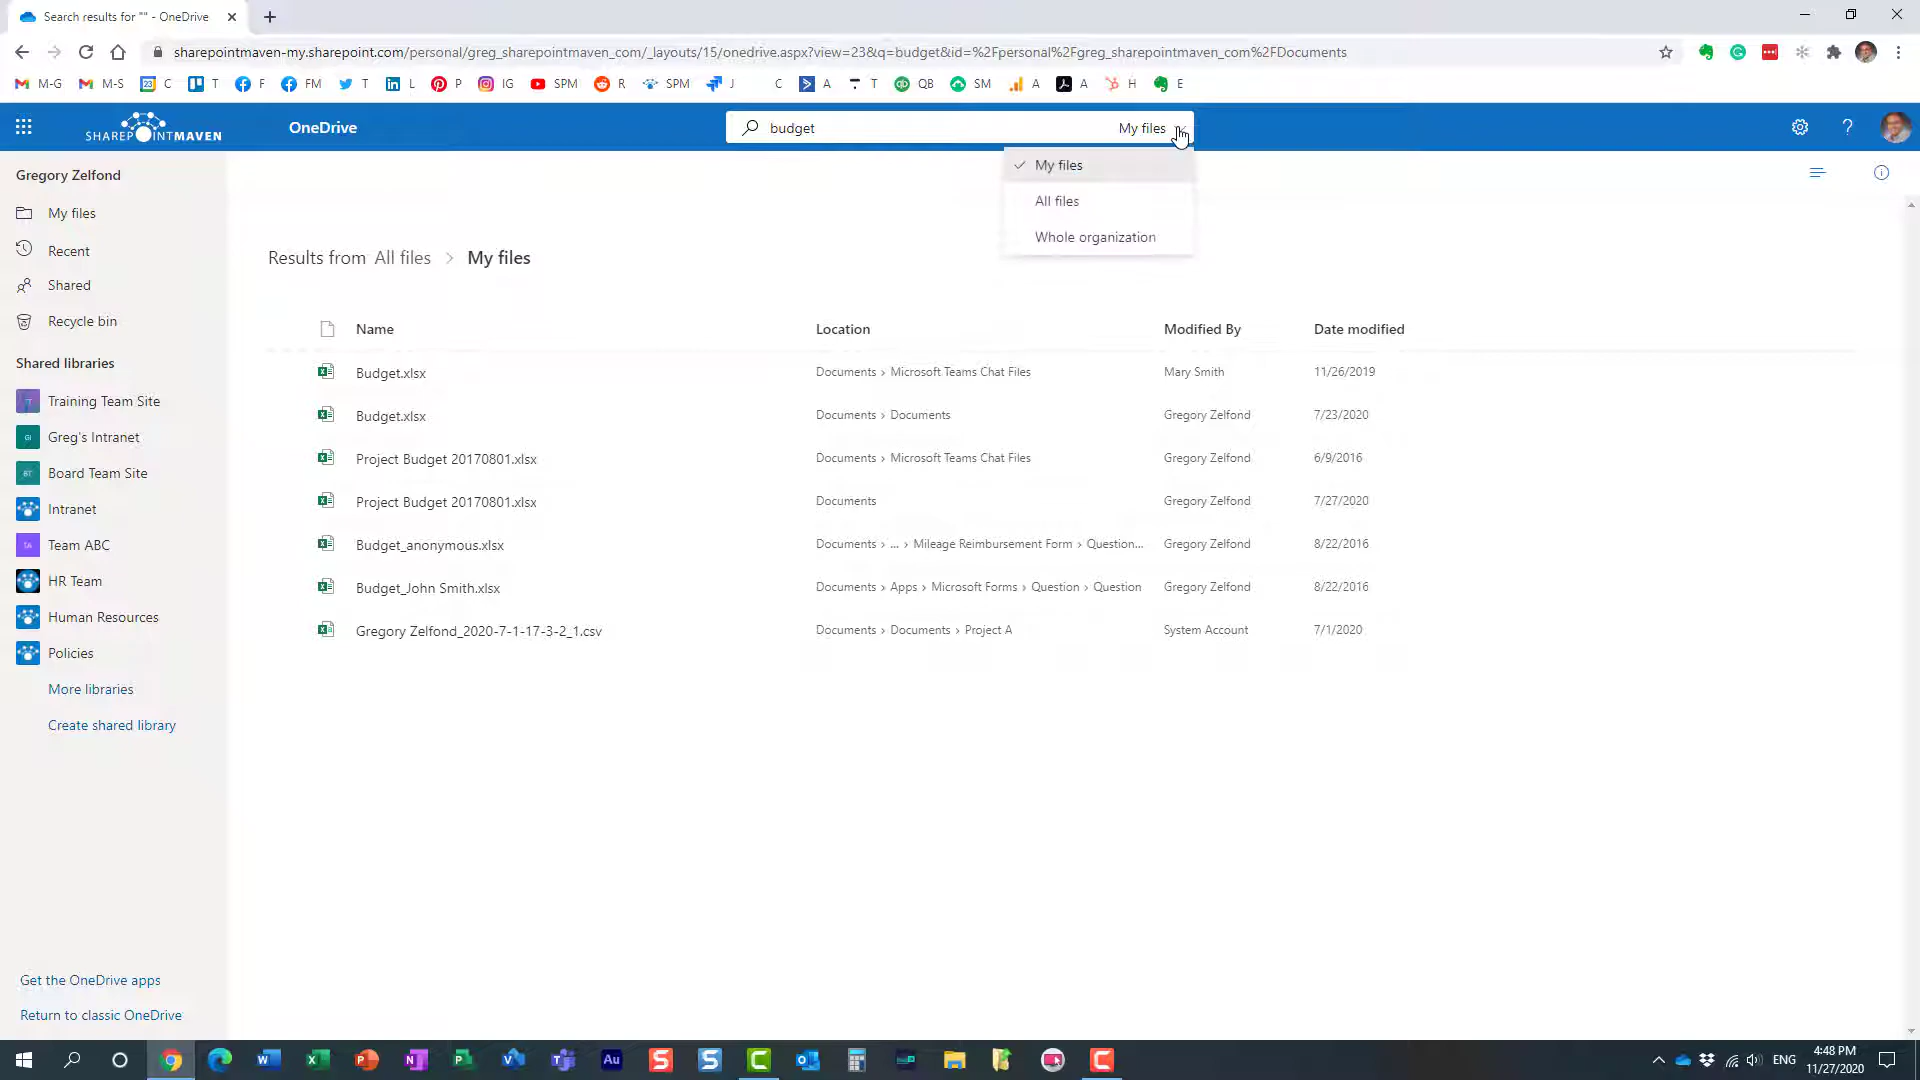 Search results for "" - OneDrive
sharepointmaven-my.sharepoint.com/personal/greg_sharepointmaven_com/_layouts/15/onedrive.aspx?view=23&q=budget&id=%2Fpersonal%2Fgreg_sharepointmaven_com%2FDocuments
M-G M-S C T F FM T L P IG SPM R SPM J C A T QB SM A A H E
SHAREPOINTMAVEN OneDrive budget My files
My files
All files
Whole organization
Gregory Zelfond
My files
Recent
Shared
Recycle bin
Shared libraries
Training Team Site
GI Greg's Intranet
BT Board Team Site
Intranet
TA Team ABC
HR Team
Human Resources
Policies
More libraries
Create shared library
Get the OneDrive apps
Return to classic OneDrive
Results from All files > My files
Name Location Modified By Date modified
Budget.xlsx Documents > Microsoft Teams Chat Files Mary Smith 11/26/2019
Budget.xlsx Documents > Documents Gregory Zelfond 7/23/2020
Project Budget 20170801.xlsx Documents > Microsoft Teams Chat Files Gregory Zelfond 6/9/2016
Project Budget 20170801.xlsx Documents Gregory Zelfond 7/27/2020
Budget_anonymous.xlsx Documents > ... > Mileage Reimbursement Form > Question... Gregory Zelfond 8/22/2016
Budget_John Smith.xlsx Documents > Apps > Microsoft Forms > Question > Question Gregory Zelfond 8/22/2016
Gregory Zelfond_2020-7-1-17-3-2_1.csv Documents > Documents > Project A System Account 7/1/2020
ENG 4:48 PM
11/27/2020